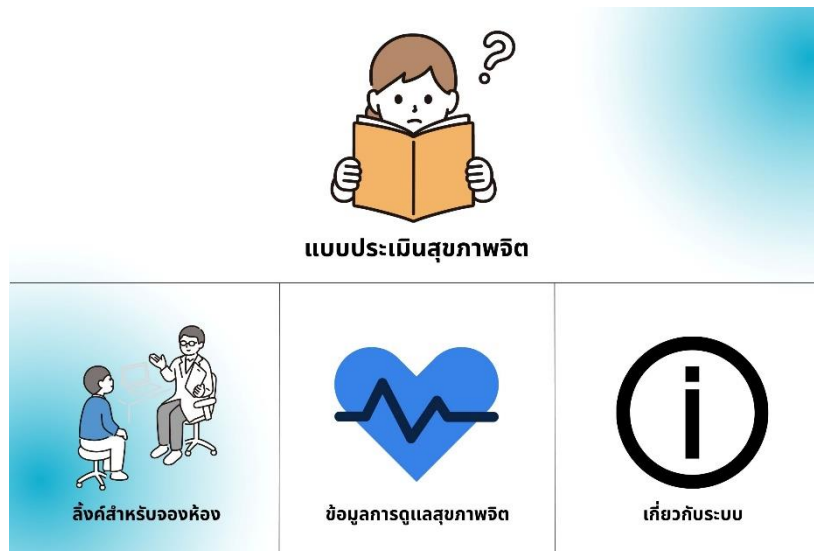 แบบประเมินสุขภาพจิต
ลิ้งค์สำหรับจองห้อง
ข้อมูลการดูแลสุขภาพจิต
เกี่ยวกับระบบ